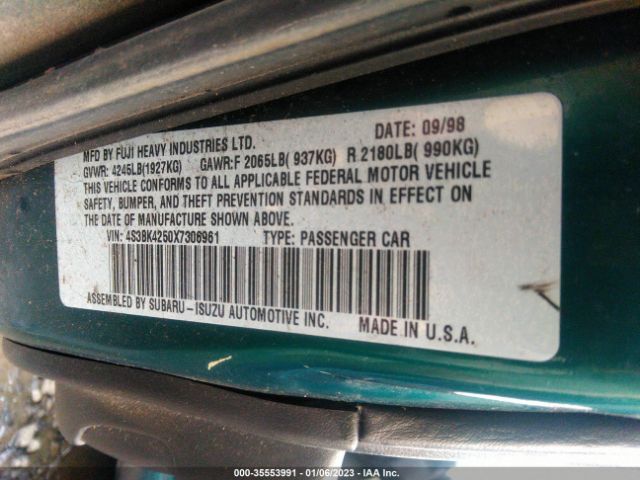 MFD BY FUJI HEAVY INDUSTRIES LTD. DATE: 09/98
GVWR: 4245LB(1927KG) GAWR:F 2065LB( 937KG) R 2180LB( 990KG)
THIS VEHICLE CONFORMS TO ALL APPLICABLE FEDERAL MOTOR VEHICLE
SAFETY, BUMPER, AND THEFT PREVENTION STANDARDS IN EFFECT ON
THE DATE OF MANUFACTURE SHOWN ABOVE.
VIN: 4S3BK4250X7306961 TYPE: PASSENGER CAR
ASSEMBLED BY SUBARU-ISUZU AUTOMOTIVE INC. MADE IN U.S.A.
000-35553991 - 01/06/2023 - IAA Inc.